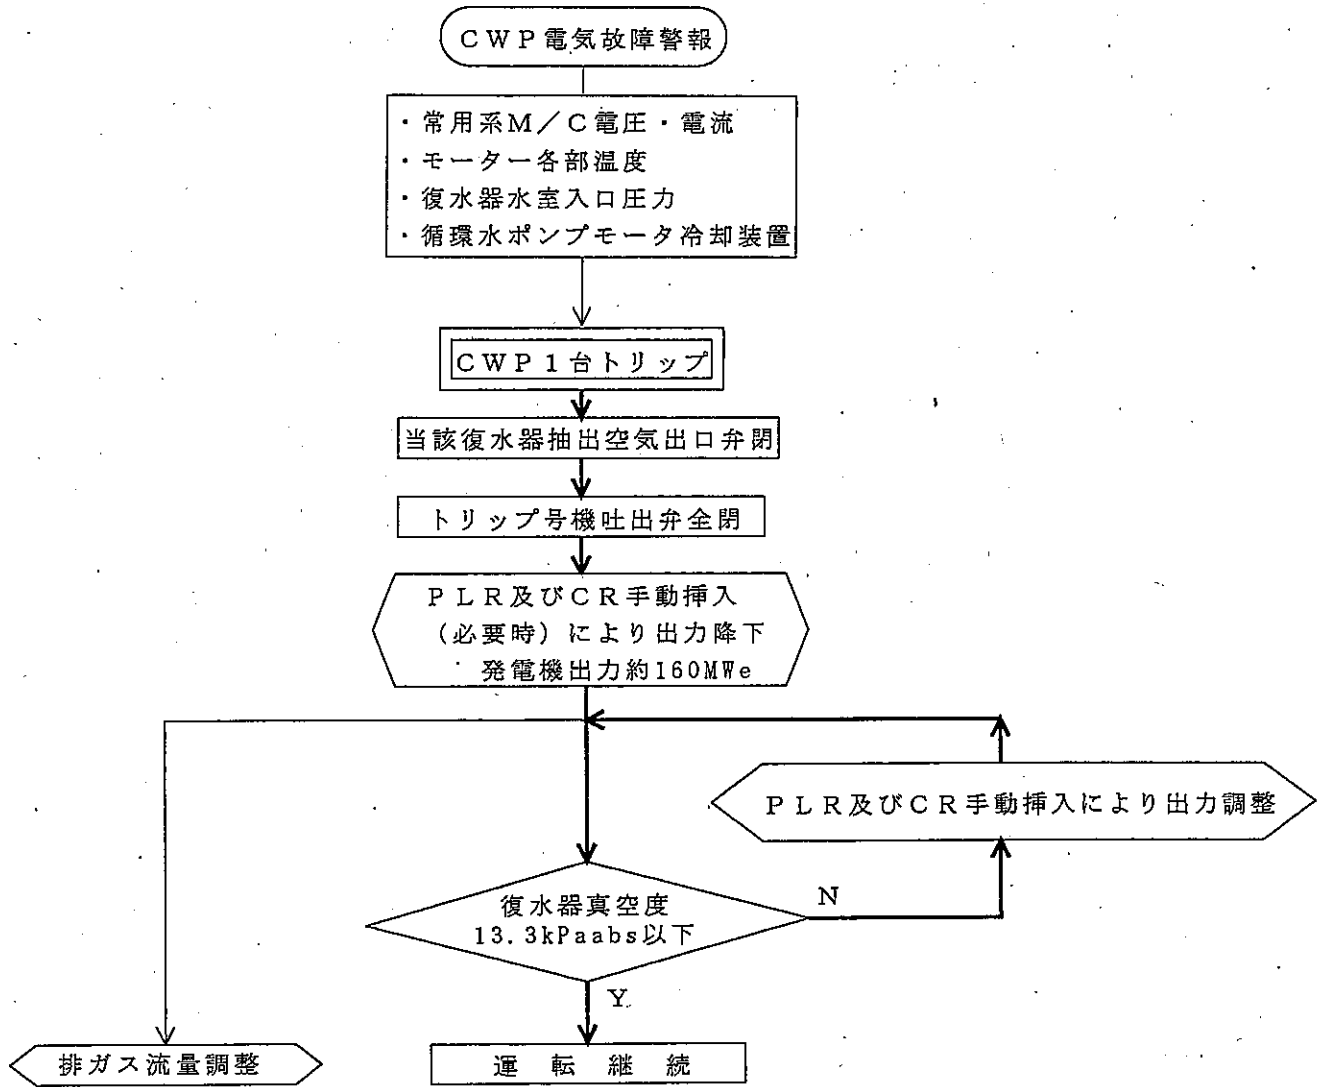 CWP電気故障警報
・常用系M／C電圧・電流
・モーター各部温度
・復水器水室入口圧力
・循環水ポンプモータ冷却装置
CWP1台トリップ
当該復水器抽出空気出口弁閉
トリップ号機吐出弁全閉
PLR及びCR手動挿入
（必要時）により出力降下
発電機出力約160MWe
PLR及びCR手動挿入により出力調整
復水器真空度
13.3kPaabs以下
N
Y
排ガス流量調整
運転継続